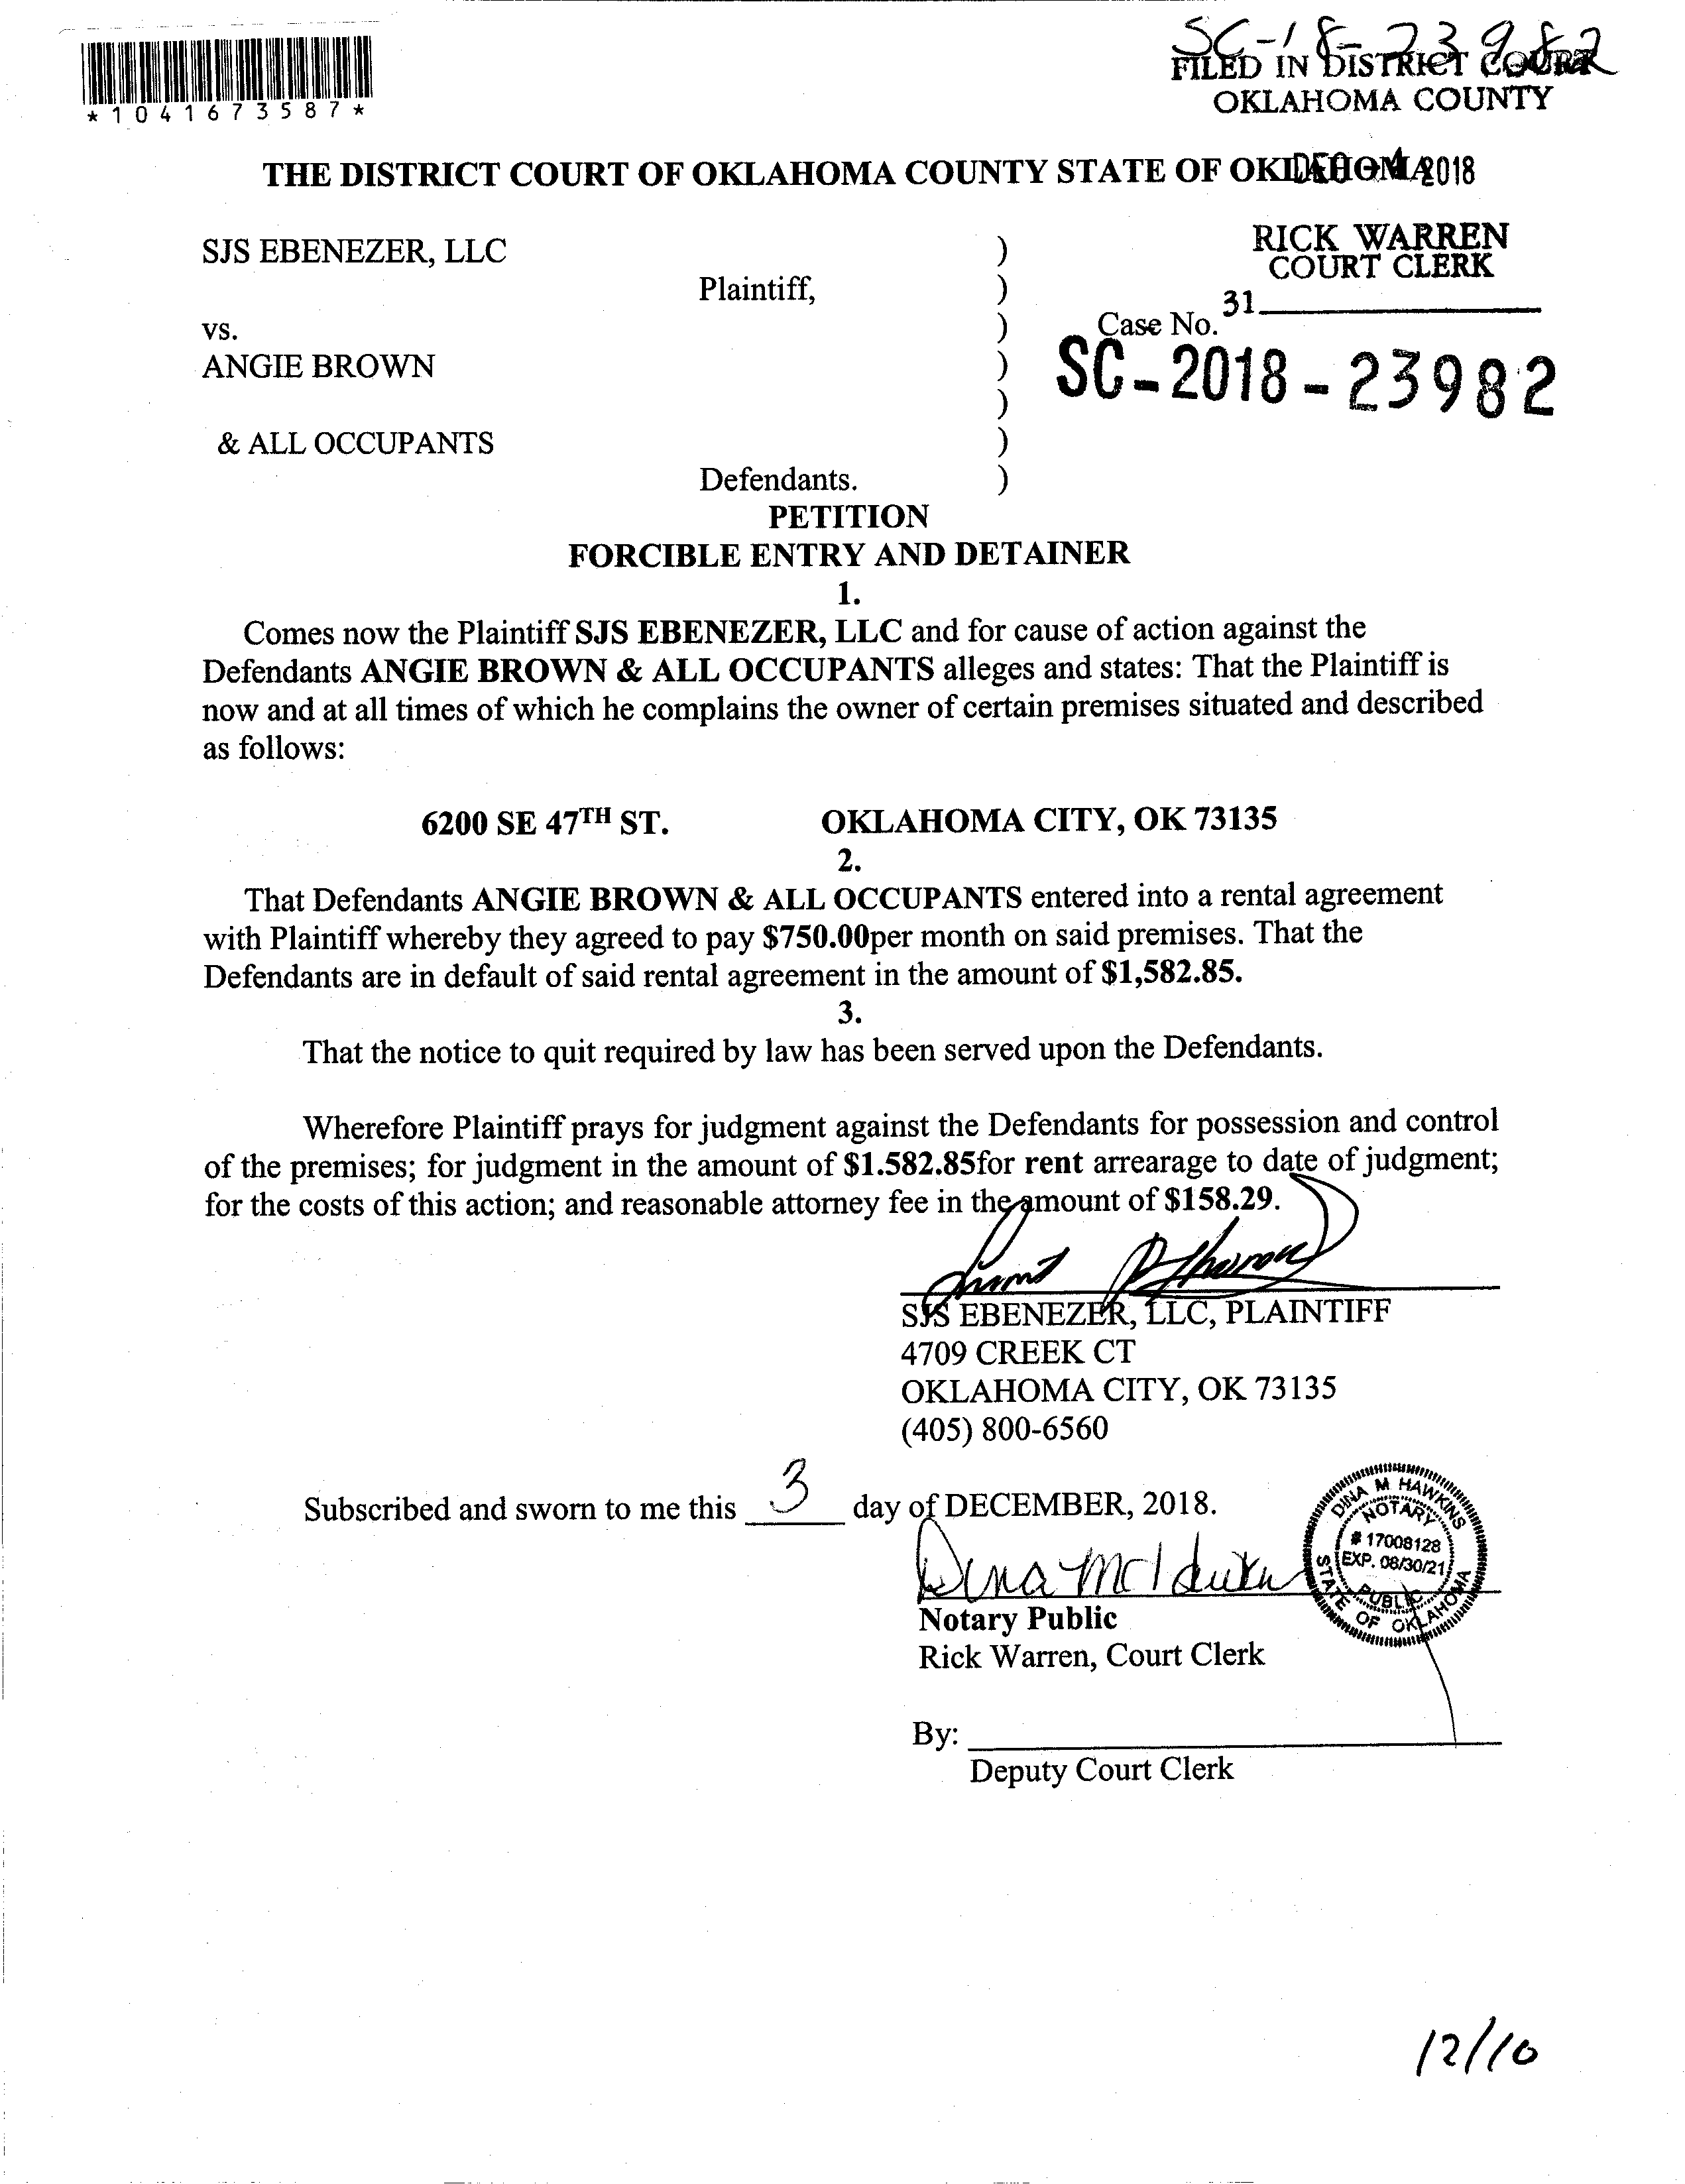 SC-18-23982
FILED IN DISTRICT COURT
OKLAHOMA COUNTY
*1041673587*
THE DISTRICT COURT OF OKLAHOMA COUNTY STATE OF OKLAHOMA
DEC -4 2018
SJS EBENEZER, LLC )
Plaintiff, )
RICK WARREN
COURT CLERK
31
vs. ) Case No.
ANGIE BROWN ) SC-2018-23982
)
& ALL OCCUPANTS )
Defendants. )
PETITION
FORCIBLE ENTRY AND DETAINER
1.
Comes now the Plaintiff SJS EBENEZER, LLC and for cause of action against the
Defendants ANGIE BROWN & ALL OCCUPANTS alleges and states: That the Plaintiff is
now and at all times of which he complains the owner of certain premises situated and described
as follows:
6200 SE 47TH ST. OKLAHOMA CITY, OK 73135
2.
That Defendants ANGIE BROWN & ALL OCCUPANTS entered into a rental agreement
with Plaintiff whereby they agreed to pay $750.00per month on said premises. That the
Defendants are in default of said rental agreement in the amount of $1,582.85.
3.
That the notice to quit required by law has been served upon the Defendants.
Wherefore Plaintiff prays for judgment against the Defendants for possession and control
of the premises; for judgment in the amount of $1.582.85for rent arrearage to date of judgment;
for the costs of this action; and reasonable attorney fee in the amount of $158.29.
SJS EBENEZER, LLC, PLAINTIFF
4709 CREEK CT
OKLAHOMA CITY, OK 73135
(405) 800-6560
Subscribed and sworn to me this 3 day of DECEMBER, 2018.
DINA M HAWKINS
NOTARY
# 17008128
EXP. 08/30/21
PUBLIC
STATE OF OKLAHOMA
Dina M Hawkins
Notary Public
Rick Warren, Court Clerk
By:
Deputy Court Clerk
12/10